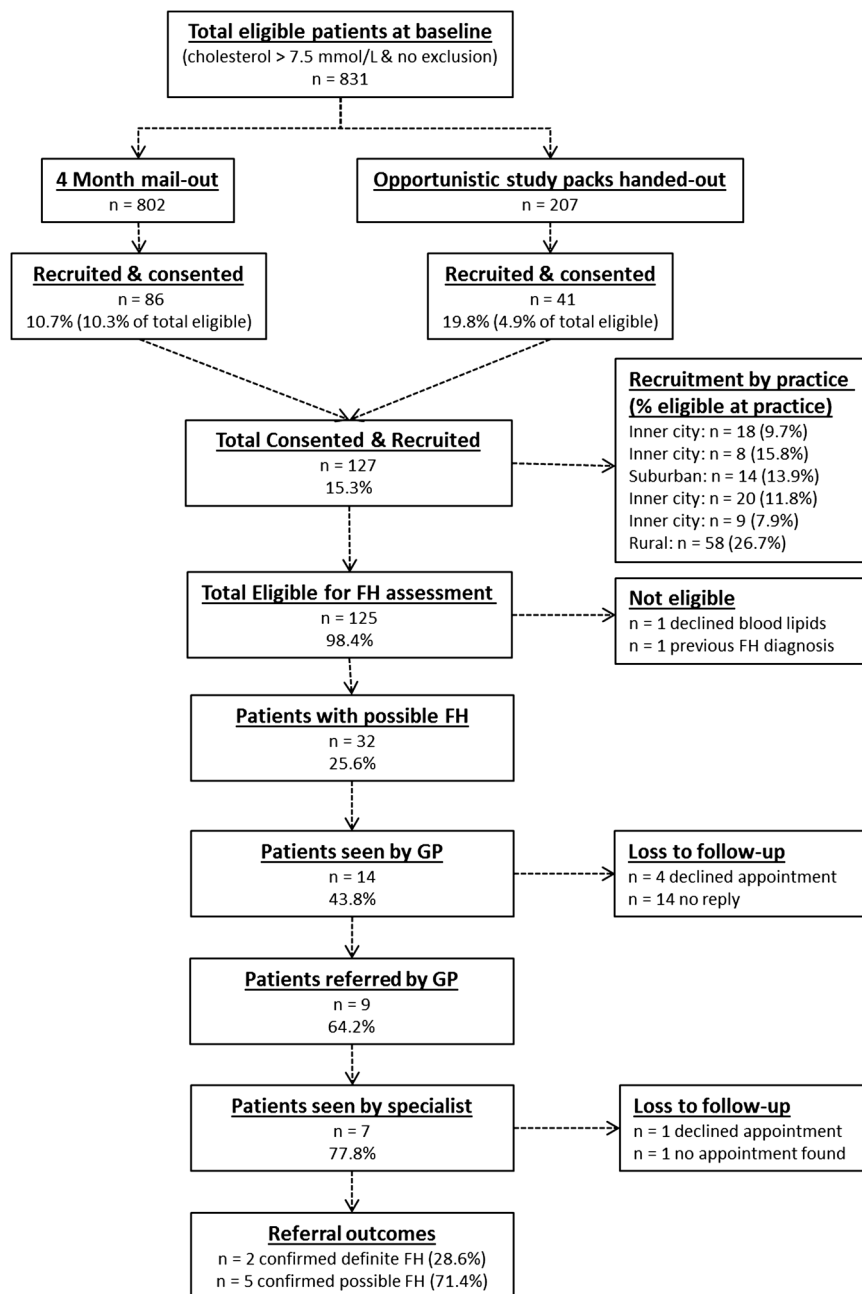 Total eligible patients at baseline
(cholesterol > 7.5 mmol/L & no exclusion)
n = 831
4 Month mail-out
n = 802
Opportunistic study packs handed-out
n = 207
Recruited & consented
n = 86
10.7% (10.3% of total eligible)
Recruited & consented
n = 41
19.8% (4.9% of total eligible)
Total Consented & Recruited
n = 127
15.3%
Recruitment by practice
(% eligible at practice)
Inner city: n = 18 (9.7%)
Inner city: n = 8 (15.8%)
Suburban: n = 14 (13.9%)
Inner city: n = 20 (11.8%)
Inner city: n = 9 (7.9%)
Rural: n = 58 (26.7%)
Total Eligible for FH assessment
n = 125
98.4%
Not eligible
n = 1 declined blood lipids
n = 1 previous FH diagnosis
Patients with possible FH
n = 32
25.6%
Patients seen by GP
n = 14
43.8%
Loss to follow-up
n = 4 declined appointment
n = 14 no reply
Patients referred by GP
n = 9
64.2%
Patients seen by specialist
n = 7
77.8%
Loss to follow-up
n = 1 declined appointment
n = 1 no appointment found
Referral outcomes
n = 2 confirmed definite FH (28.6%)
n = 5 confirmed possible FH (71.4%)